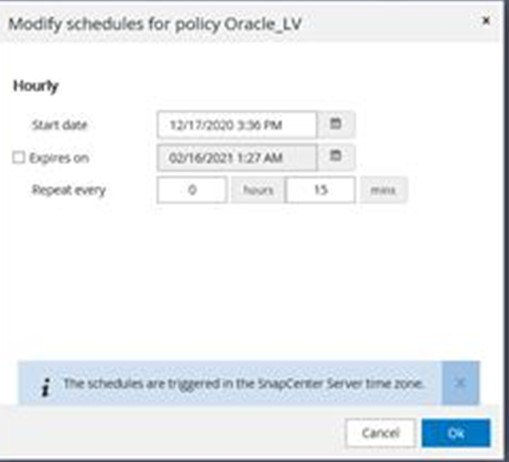 Modify schedules for policy Oracle_LV
×
Hourly
Start date 12/17/2020 3:36 PM
Expires on 02/16/2021 1:27 AM
Repeat every 0 hours 15 mins
i The schedules are triggered in the SnapCenter Server time zone. ×
Cancel Ok